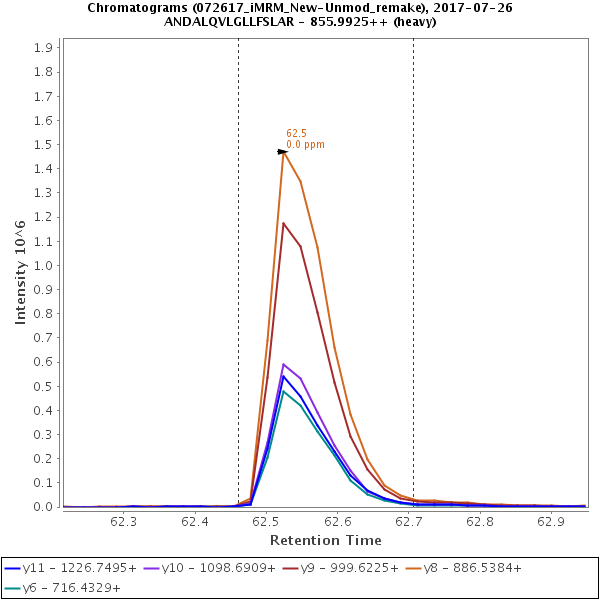 Chromatograms (072617_iMRM_New-Unmod_remake), 2017-07-26
ANDALQVLGLLFSLAR - 855.9925++ (heavy)
62.5
0.0 ppm
Intensity 10^6
1.9
1.8
1.7
1.6
1.5
1.4
1.3
1.2
1.1
1.0
0.9
0.8
0.7
0.6
0.5
0.4
0.3
0.2
0.1
0.0
62.3 62.4 62.5 62.6 62.7 62.8 62.9
Retention Time
y11 - 1226.7495+ y10 - 1098.6909+ y9 - 999.6225+ y8 - 886.5384+
y6 - 716.4329+